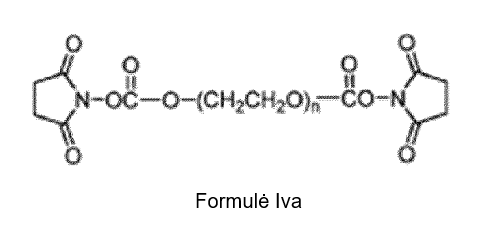 O O O O
N-OC-O-(CH₂CH₂O)ₙ-CO-N
O O
Formulė Iva